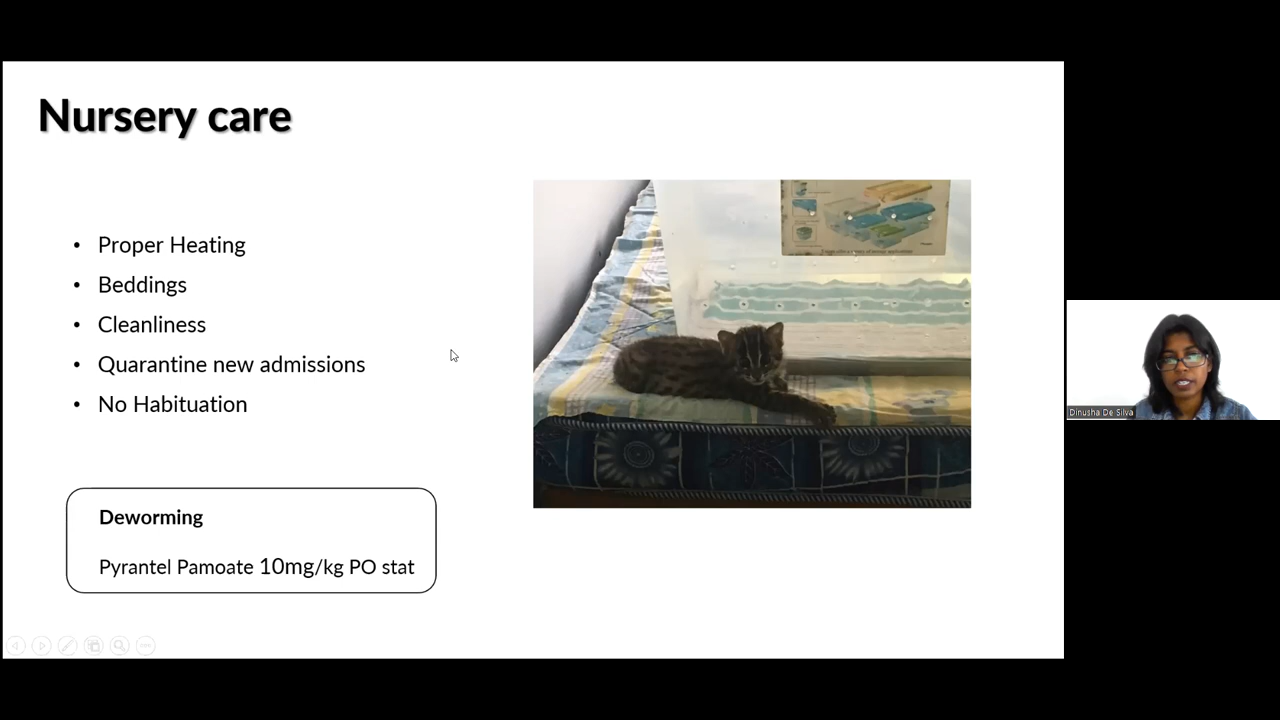 Nursery care
• Proper Heating
• Beddings
• Cleanliness
• Quarantine new admissions
• No Habituation
Deworming
Pyrantel Pamoate 10mg/kg PO stat
Dinusha De Silva